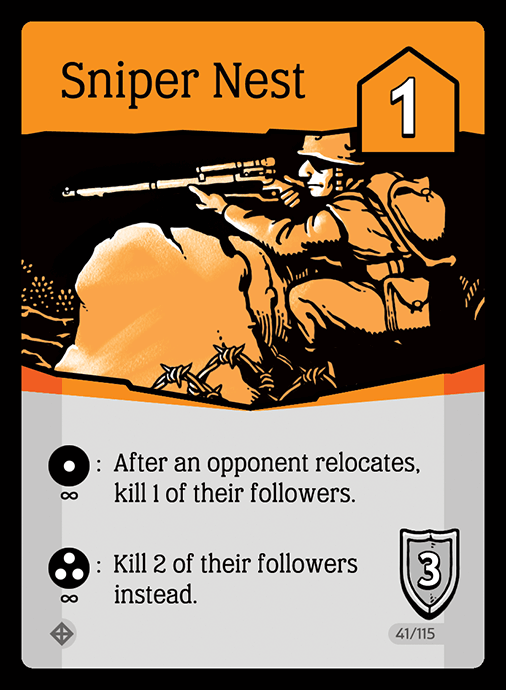 Sniper Nest
1
: After an opponent relocates,
kill 1 of their followers.
∞
: Kill 2 of their followers
instead.
∞
3
41/115